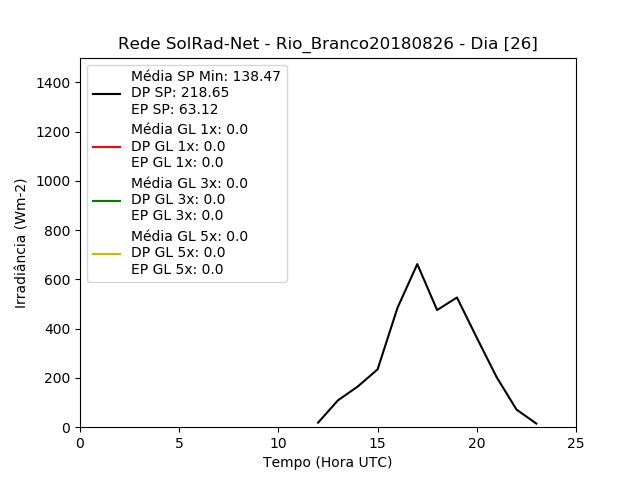 Rede SolRad-Net - Rio_Branco20180826 - Dia [26]
Média SP Min: 138.47
DP SP: 218.65
EP SP: 63.12
Média GL 1x: 0.0
DP GL 1x: 0.0
EP GL 1x: 0.0
Média GL 3x: 0.0
DP GL 3x: 0.0
EP GL 3x: 0.0
Média GL 5x: 0.0
DP GL 5x: 0.0
EP GL 5x: 0.0
Irradiância (Wm-2)
1400
1200
1000
800
600
400
200
0
0 5 10 15 20 25
Tempo (Hora UTC)